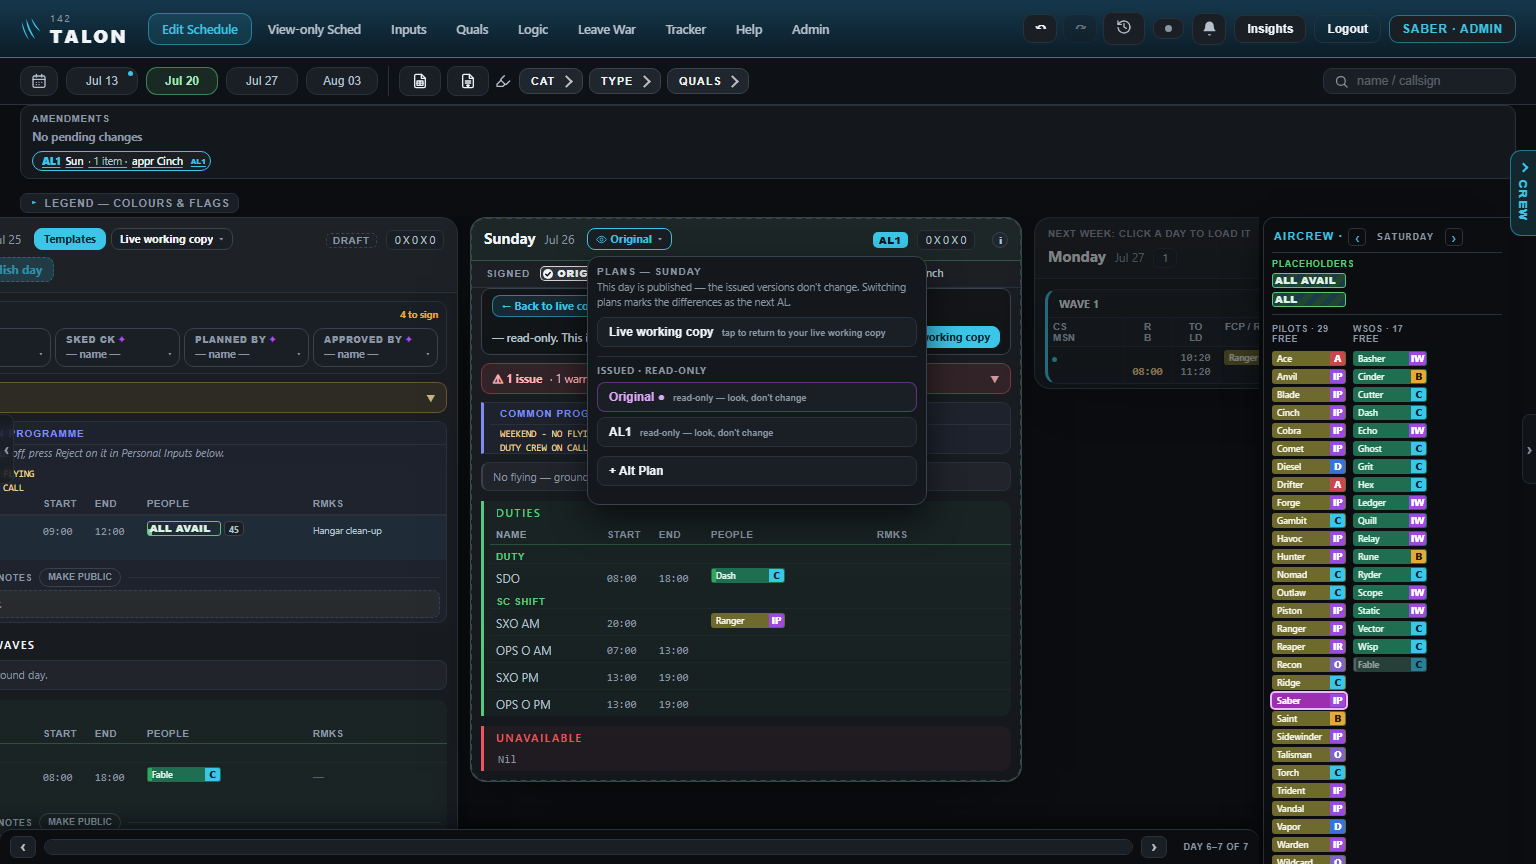 142
TALON
Edit Schedule
View-only Sched
Inputs
Quals
Logic
Leave War
Tracker
Help
Admin
Insights
Logout
SABER · ADMIN
Jul 13
Jul 20
Jul 27
Aug 03
CAT
TYPE
QUALS
name / callsign
AMENDMENTS
No pending changes
AL1 Sun · 1 item · appr Cinch AL1
CREW
LEGEND — COLOURS & FLAGS
ul 25
Templates
Live working copy
DRAFT
0X0X0
lish day
4 to sign
SKED CK
— name —
PLANNED BY
— name —
APPROVED BY
— name —
PROGRAMME
off, press Reject on it in Personal Inputs below.
YING
CALL
START END PEOPLE RMKS
09:00 12:00 ALL AVAIL 45 Hangar clean-up
NOTES MAKE PUBLIC
WAVES
ound day.
START END PEOPLE RMKS
08:00 18:00 Fable C —
NOTES MAKE PUBLIC
Sunday Jul 26
Original
AL1
0X0X0
SIGNED ORIG
nch
← Back to live co
— read-only. This i
working copy
1 issue · 1 warn
COMMON PROG
WEEKEND - NO FLYI
DUTY CREW ON CALL
No flying — ground
PLANS — SUNDAY
This day is published — the issued versions don't change. Switching
plans marks the differences as the next AL.
Live working copy tap to return to your live working copy
ISSUED · READ-ONLY
Original read-only — look, don't change
AL1 read-only — look, don't change
+ Alt Plan
DUTIES
NAME START END PEOPLE RMKS
DUTY
SDO 08:00 18:00 Dash C
SC SHIFT
SXO AM 20:00 Ranger IP
OPS O AM 07:00 13:00
SXO PM 13:00 19:00
OPS O PM 13:00 19:00
UNAVAILABLE
Nil
NEXT WEEK: CLICK A DAY TO LOAD IT
Monday Jul 27 1
WAVE 1
CS R TO FCP / R
MSN B LD
10:20 Ranger
08:00 11:20
AIRCREW · SATURDAY
PLACEHOLDERS
ALL AVAIL
ALL
PILOTS · 29 FREE
WSOS · 17 FREE
Ace A
Anvil IP
Blade IP
Cinch IP
Cobra IP
Comet IP
Diesel D
Drifter A
Forge IP
Gambit C
Havoc IP
Hunter IP
Nomad C
Outlaw C
Piston IP
Ranger IP
Reaper IR
Recon O
Ridge C
Saber IP
Saint B
Sidewinder IP
Talisman O
Torch C
Trident IP
Vandal IP
Vapor D
Warden IP
Wildcard O
Basher IW
Cinder B
Cutter C
Dash C
Echo IW
Ghost C
Grit C
Hex C
Ledger IW
Quill IW
Relay IW
Rune B
Ryder C
Scope IW
Static IW
Vector C
Wisp C
Fable C
DAY 6–7 OF 7